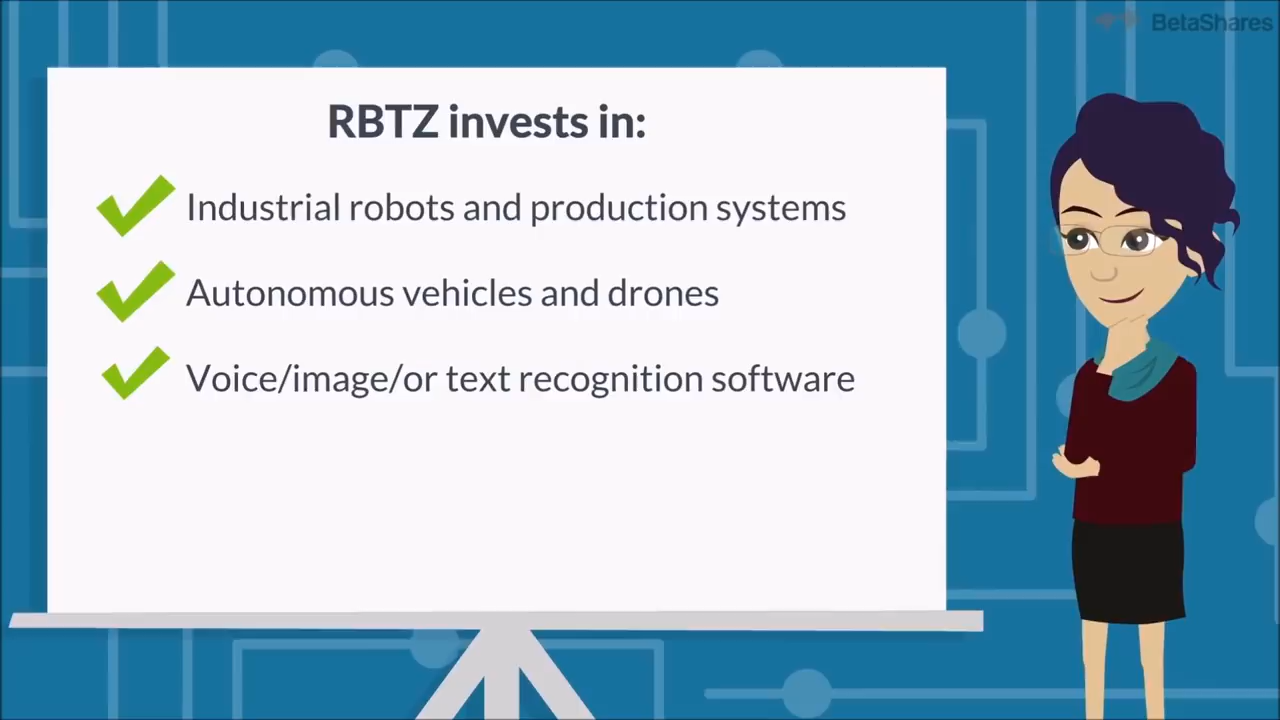 BetaShares
RBTZ invests in:
Industrial robots and production systems
Autonomous vehicles and drones
Voice/image/or text recognition software